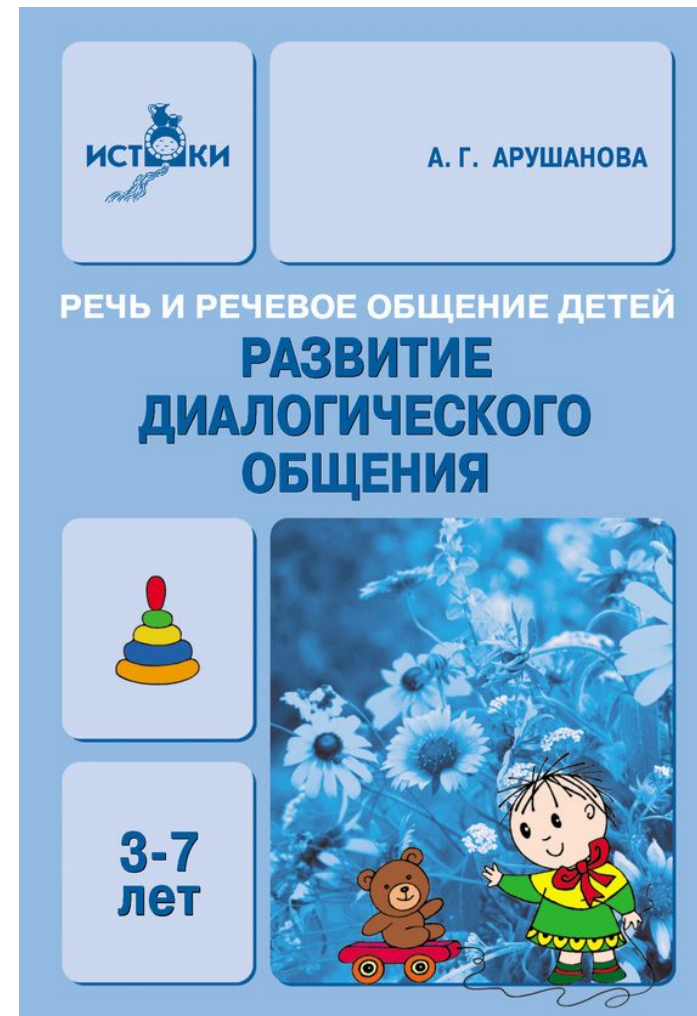 ИСТОКИ
А. Г. АРУШАНОВА
РЕЧЬ И РЕЧЕВОЕ ОБЩЕНИЕ ДЕТЕЙ
РАЗВИТИЕ
ДИАЛОГИЧЕСКОГО
ОБЩЕНИЯ
3-7
лет